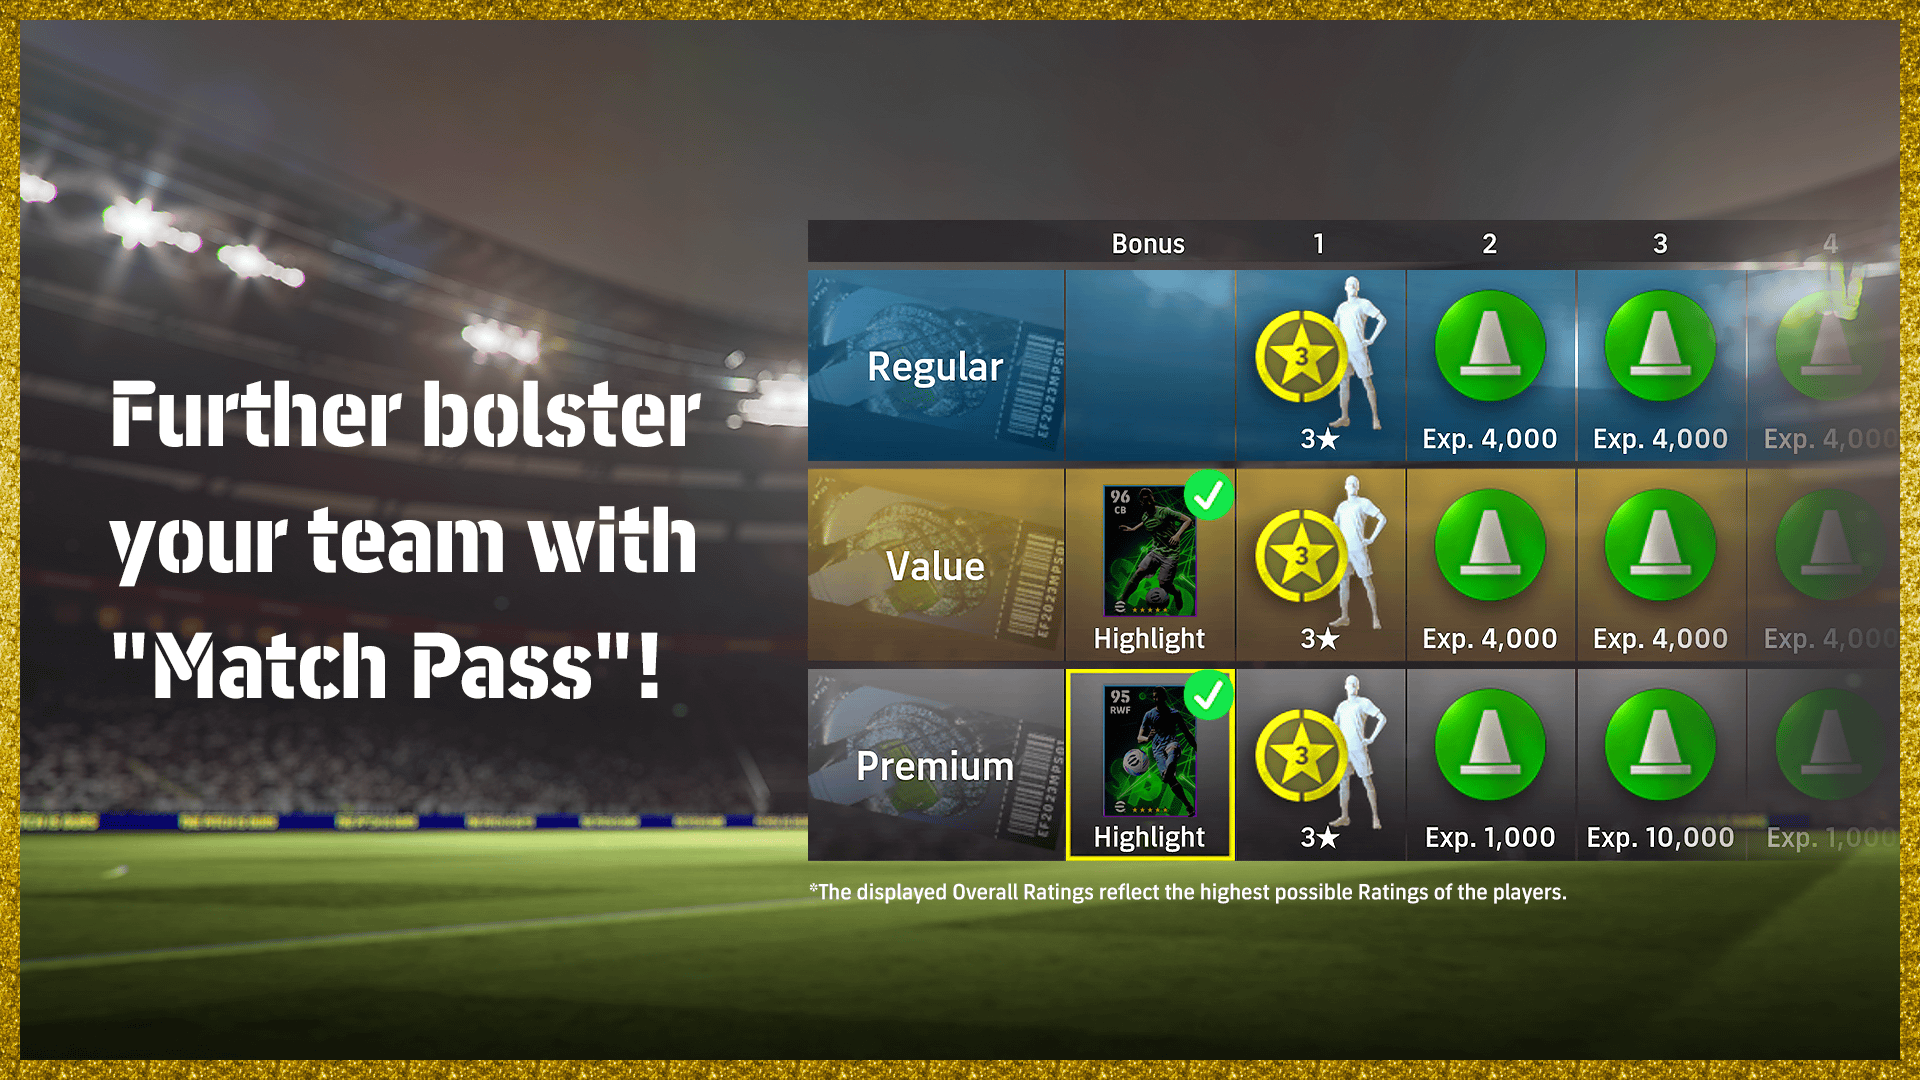 Further bolster
your team with
"Match Pass"!
Bonus 1 2 3 4
Regular
EF2023MPS01
3
3★ Exp. 4,000 Exp. 4,000 Exp. 4,000
Value
EF2023MPS01
96
CB
Highlight
3
3★ Exp. 4,000 Exp. 4,000 Exp. 4,000
Premium
EF2023MPS01
95
RWF
Highlight
3
3★ Exp. 1,000 Exp. 10,000 Exp. 1,000
*The displayed Overall Ratings reflect the highest possible Ratings of the players.